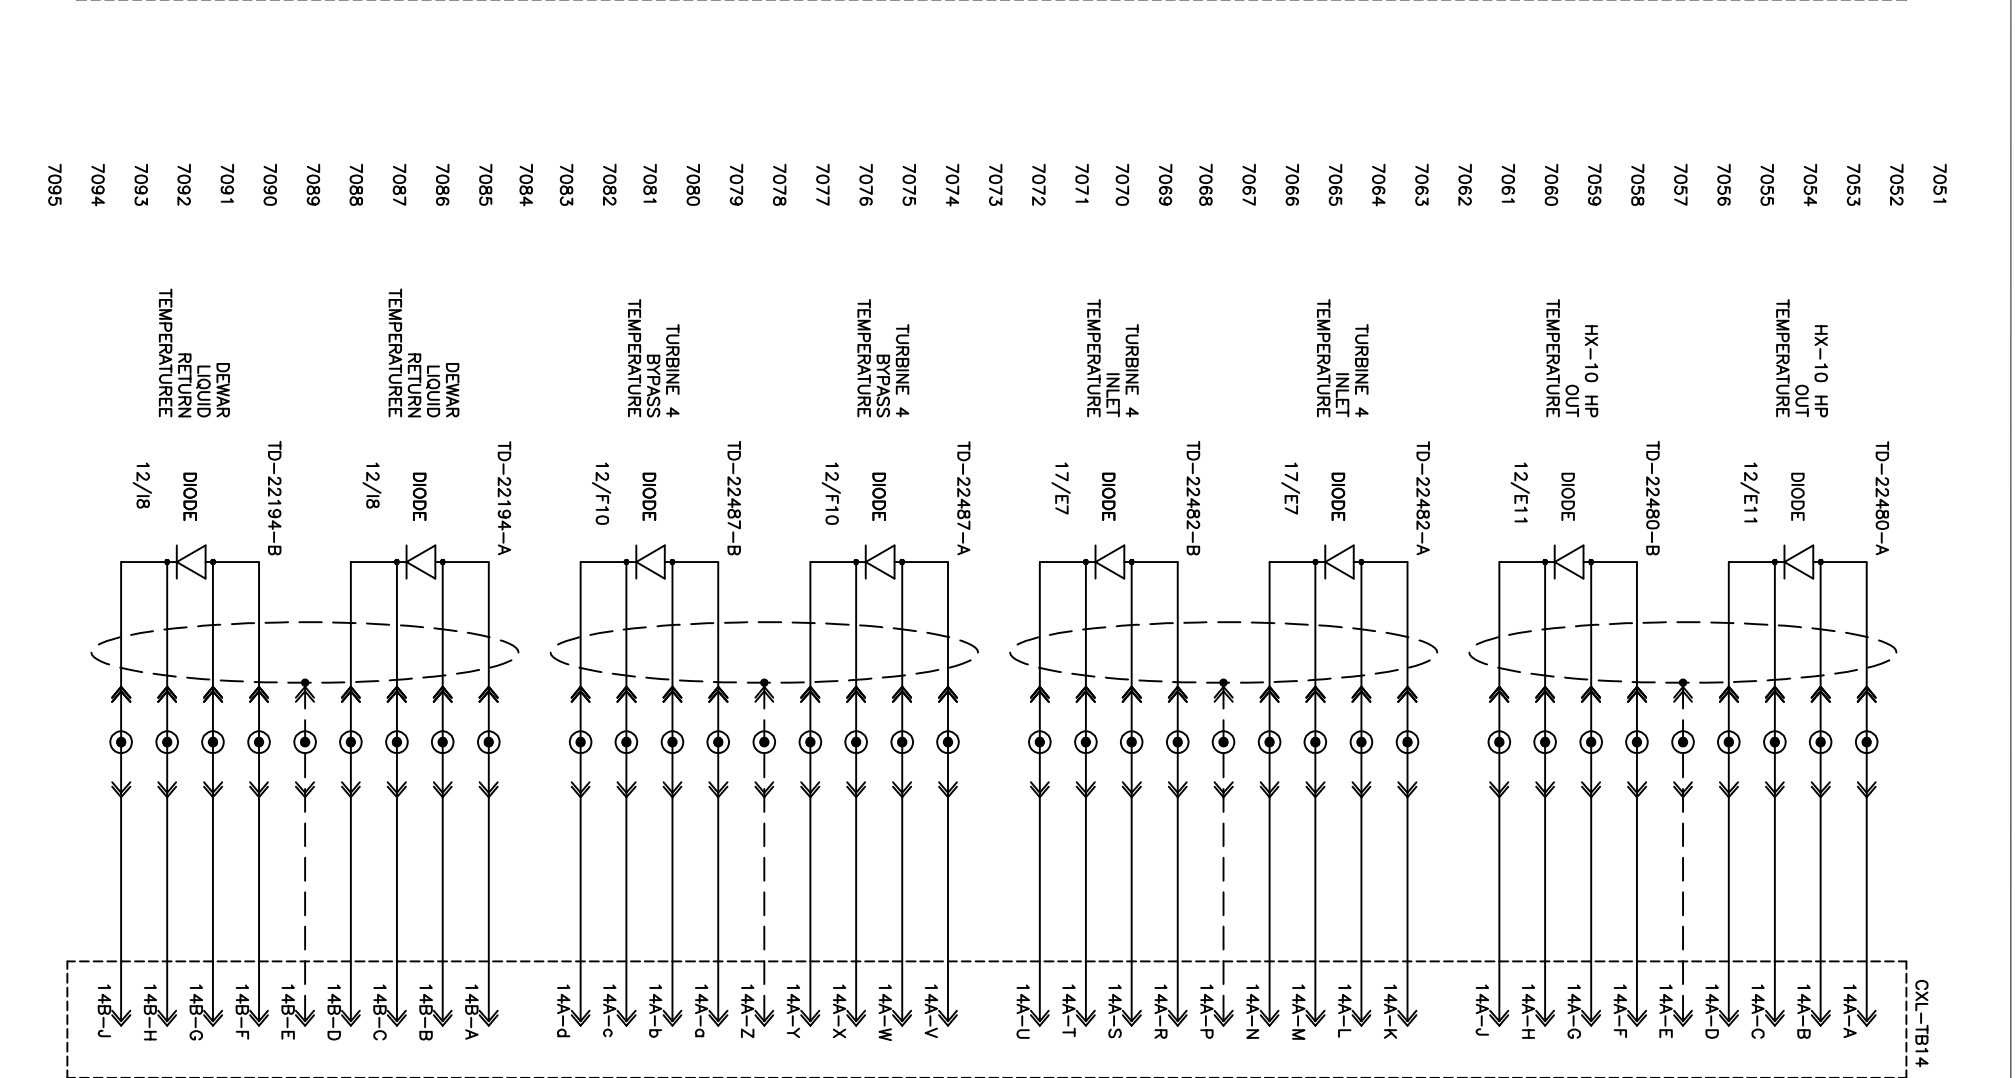 7051
7052
7053
7054
7055
7056
7057
7058
7059
7060
7061
7062
7063
7064
7065
7066
7067
7068
7069
7070
7071
7072
7073
7074
7075
7076
7077
7078
7079
7080
7081
7082
7083
7084
7085
7086
7087
7088
7089
7090
7091
7092
7093
7094
7095
HX-10 HP
OUT
TEMPERATURE
TD-22480-A
DIODE
12/E11
HX-10 HP
OUT
TEMPERATURE
TD-22480-B
DIODE
12/E11
TURBINE 4
INLET
TEMPERATURE
TD-22482-A
DIODE
17/E7
TURBINE 4
INLET
TEMPERATURE
TD-22482-B
DIODE
17/E7
TURBINE 4
BYPASS
TEMPERATURE
TD-22487-A
DIODE
12/F10
TURBINE 4
BYPASS
TEMPERATURE
TD-22487-B
DIODE
12/F10
DEWAR
LIQUID
RETURN
TEMPERATUREE
TD-22194-A
DIODE
12/I8
DEWAR
LIQUID
RETURN
TEMPERATUREE
TD-22194-B
DIODE
12/I8
CXL-TB14
14A-A
14A-B
14A-C
14A-D
14A-E
14A-F
14A-G
14A-H
14A-J
14A-K
14A-L
14A-M
14A-N
14A-P
14A-R
14A-S
14A-T
14A-U
14A-V
14A-W
14A-X
14A-Y
14A-Z
14A-a
14A-b
14A-c
14A-d
14B-A
14B-B
14B-C
14B-D
14B-E
14B-F
14B-G
14B-H
14B-J